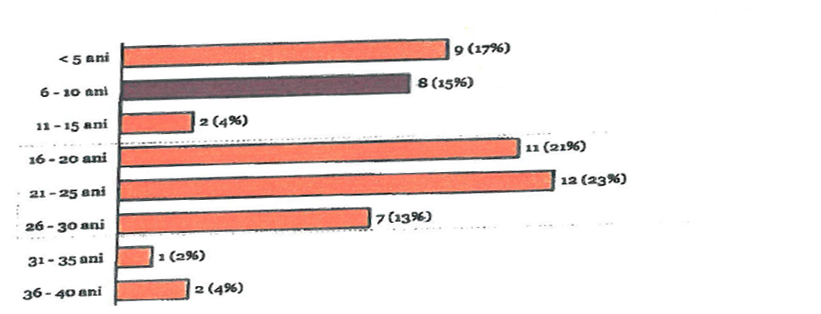 < 5 ani 9 (17%)
6 - 10 ani 8 (15%)
11 - 15 ani 2 (4%)
16 - 20 ani 11 (21%)
21 - 25 ani 12 (23%)
26 - 30 ani 7 (13%)
31 - 35 ani 1 (2%)
36 - 40 ani 2 (4%)